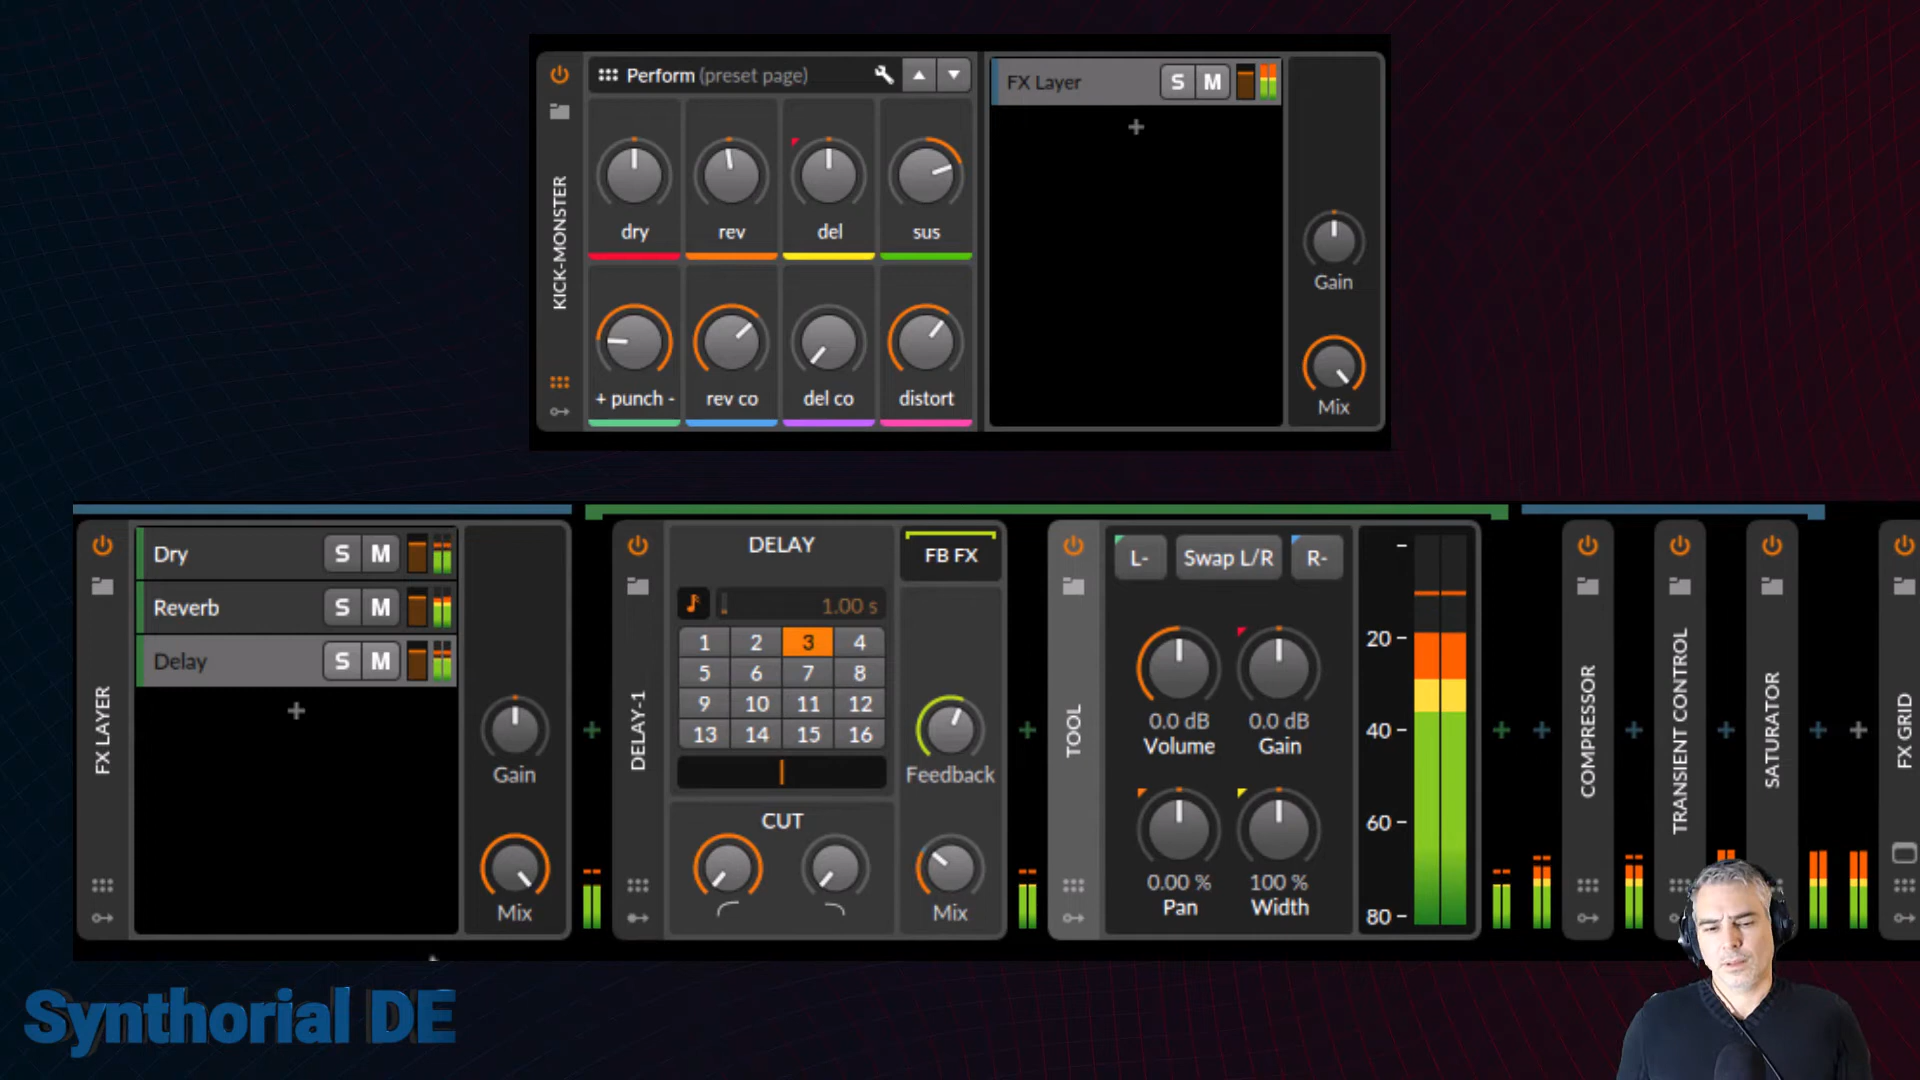 KICK-MONSTER
Perform (preset page)
dry
rev
del
sus
+ punch -
rev co
del co
distort
FX Layer
S
M
Gain
Mix
FX LAYER
Dry
S
M
Reverb
S
M
Delay
S
M
Gain
Mix
DELAY-1
DELAY
1.00 s
1 2 3 4
5 6 7 8
9 10 11 12
13 14 15 16
CUT
FB FX
Feedback
Mix
TOOL
L-
Swap L/R
R-
0.0 dB
Volume
0.0 dB
Gain
0.00 %
Pan
100 %
Width
20
40
60
80
COMPRESSOR
TRANSIENT CONTROL
SATURATOR
FX GRID
Synthorial DE